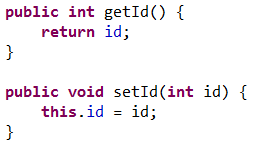 public int getId() {
    return id;
}

public void setId(int id) {
    this.id = id;
}